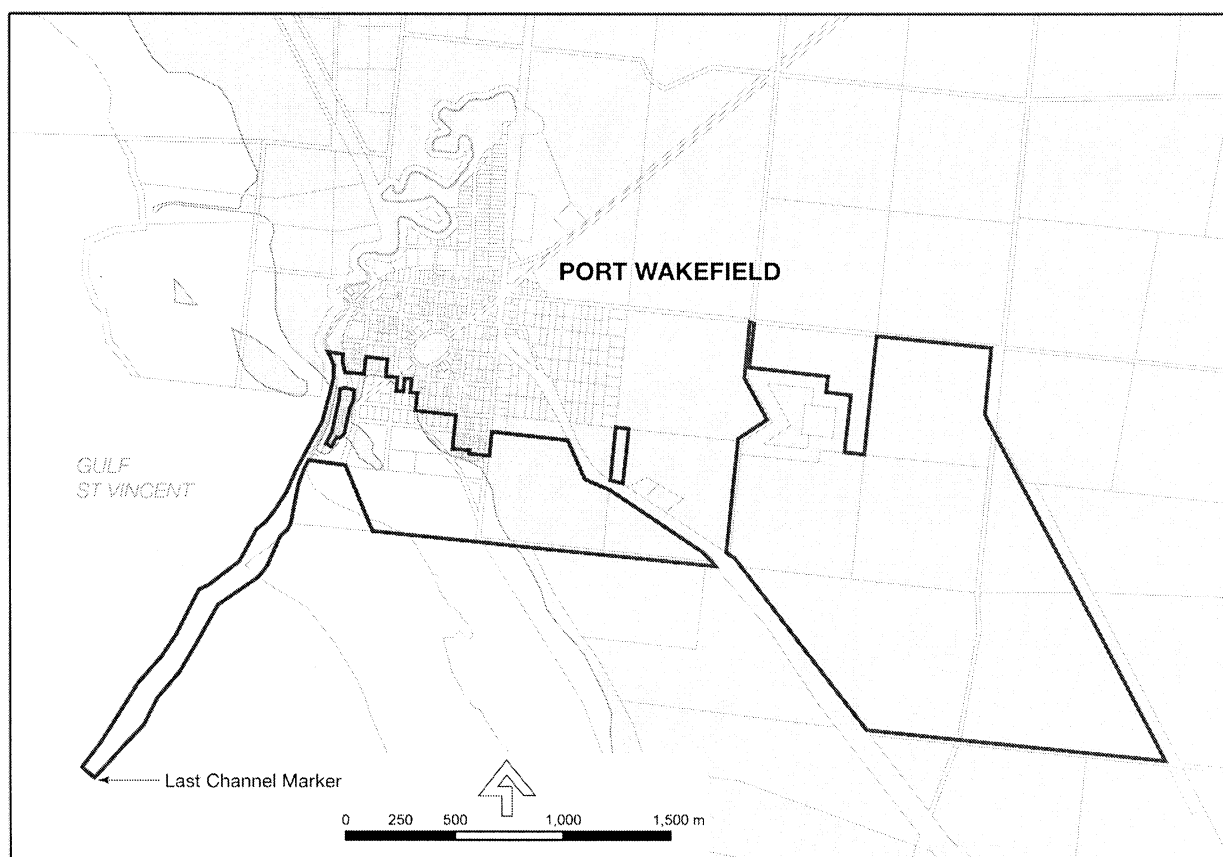 PORT WAKEFIELD
GULF
ST VINCENT
Last Channel Marker
0 250 500 1,000 1,500 m